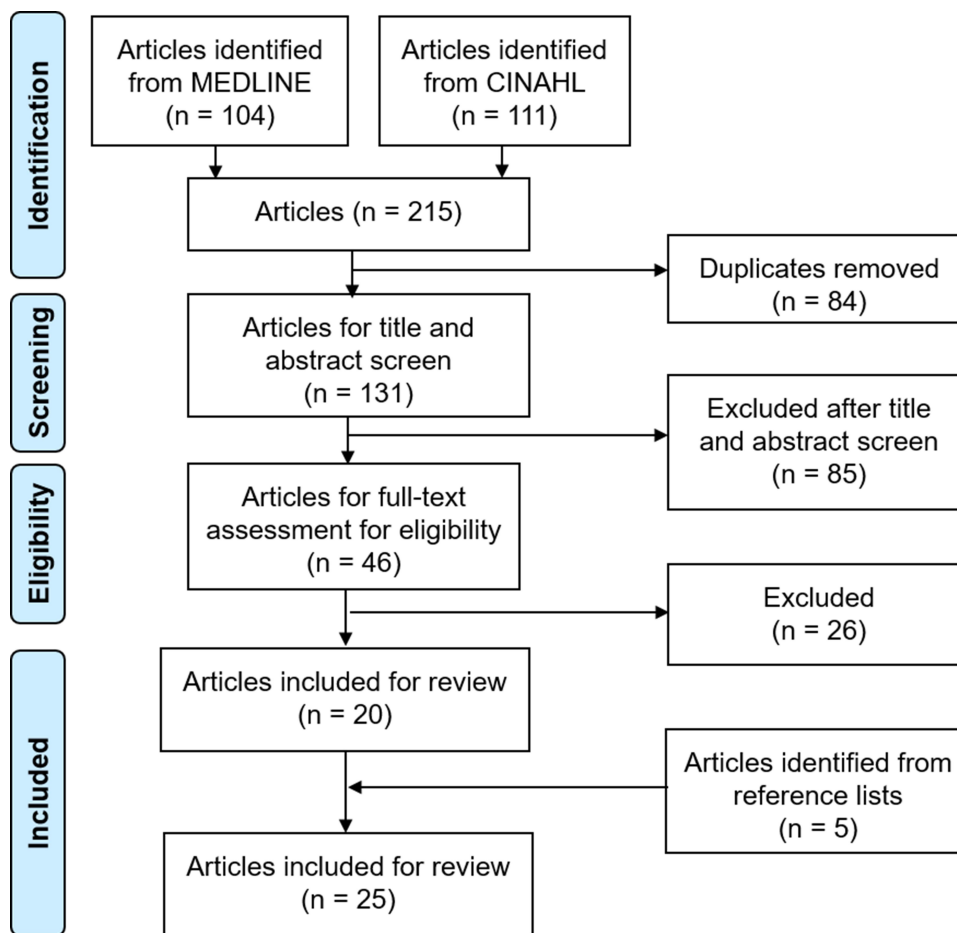 Identification
Articles identified
from MEDLINE
(n = 104)
Articles identified
from CINAHL
(n = 111)
Articles (n = 215)
Duplicates removed
(n = 84)
Screening
Articles for title and
abstract screen
(n = 131)
Excluded after title
and abstract screen
(n = 85)
Eligibility
Articles for full-text
assessment for eligibility
(n = 46)
Excluded
(n = 26)
Included
Articles included for review
(n = 20)
Articles identified from
reference lists
(n = 5)
Articles included for review
(n = 25)